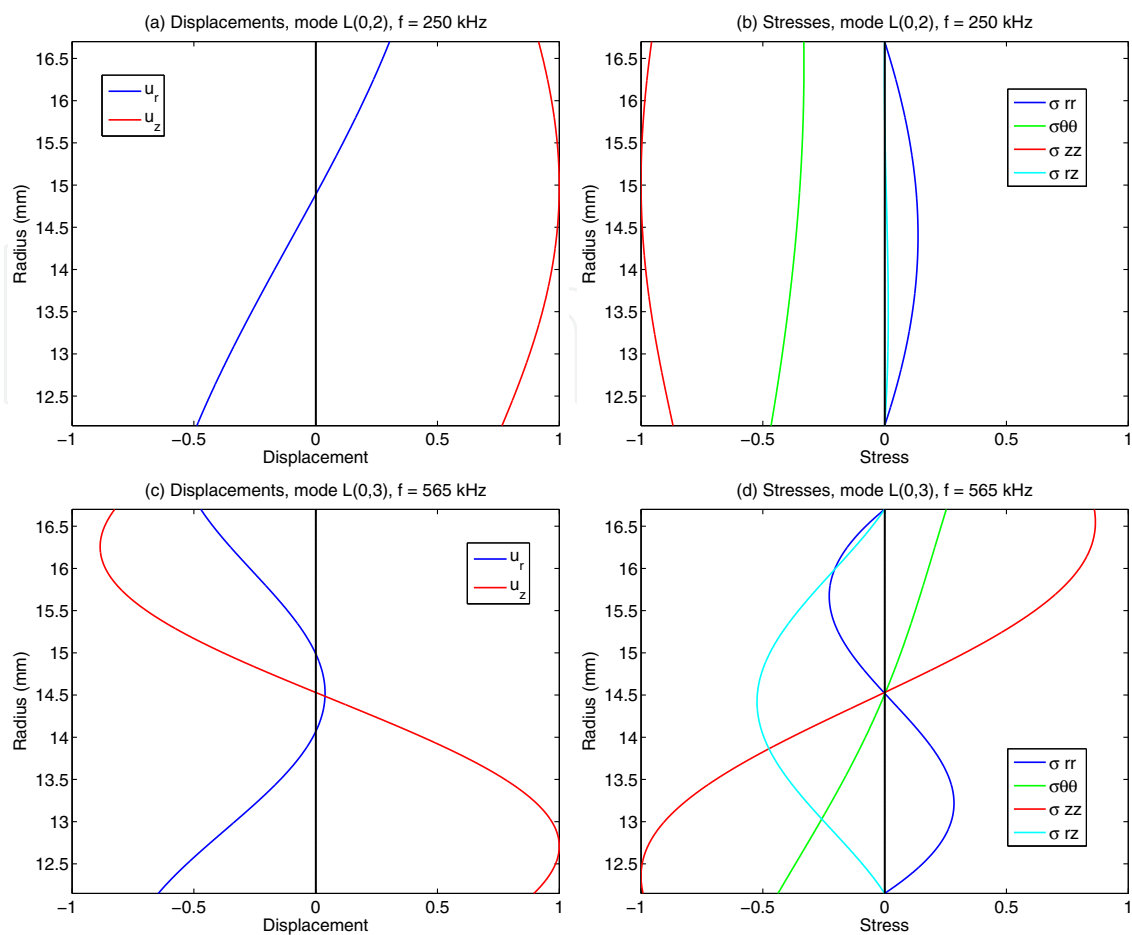 (a) Displacements, mode L(0,2), f = 250 kHz
16.5
16
15.5
15
14.5
14
13.5
13
12.5
Radius (mm)
u_r
u_z
−1
−0.5
0
0.5
1
Displacement
(b) Stresses, mode L(0,2), f = 250 kHz
16.5
16
15.5
15
14.5
14
13.5
13
12.5
Radius (mm)
σ rr
σθθ
σ zz
σ rz
−1
−0.5
0
0.5
1
Stress
(c) Displacements, mode L(0,3), f = 565 kHz
16.5
16
15.5
15
14.5
14
13.5
13
12.5
Radius (mm)
u_r
u_z
−1
−0.5
0
0.5
1
Displacement
(d) Stresses, mode L(0,3), f = 565 kHz
16.5
16
15.5
15
14.5
14
13.5
13
12.5
Radius (mm)
σ rr
σθθ
σ zz
σ rz
−1
−0.5
0
0.5
1
Stress